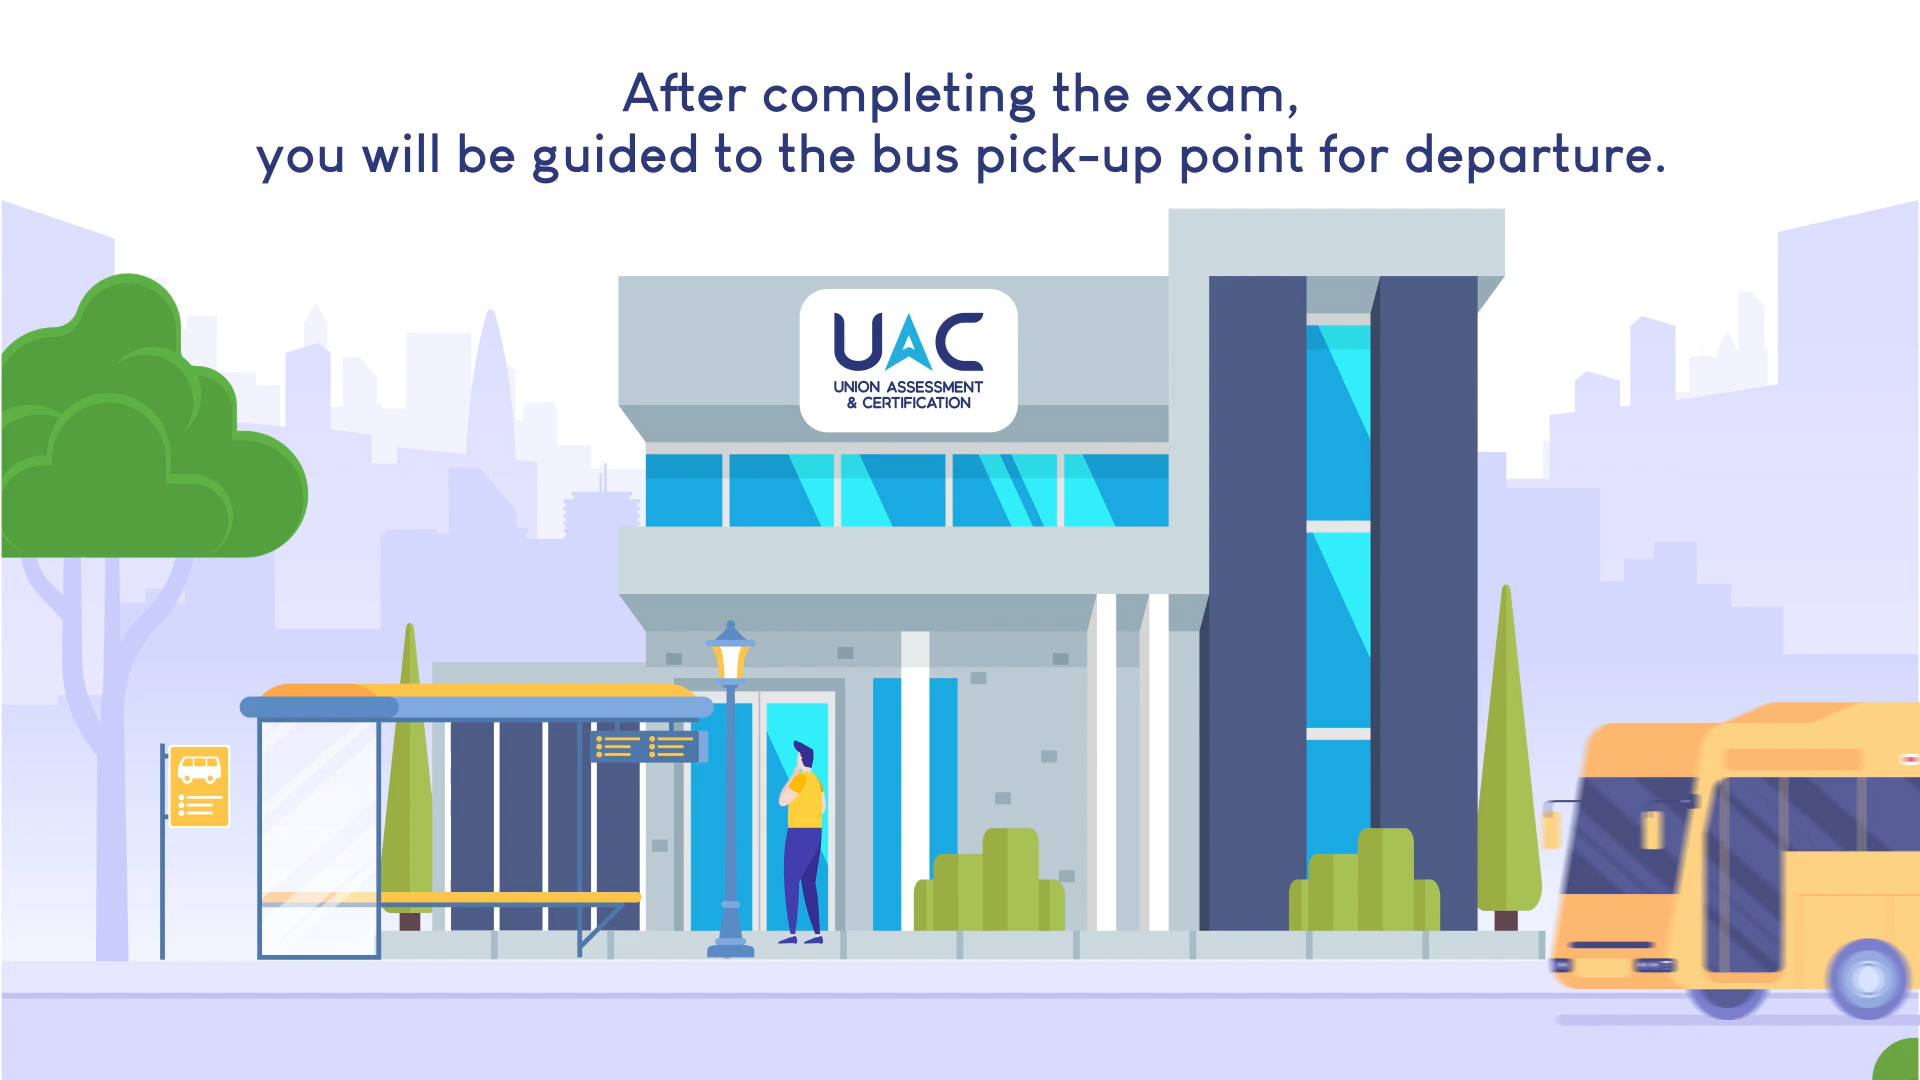 After completing the exam,
you will be guided to the bus pick-up point for departure.
UAC
UNION ASSESSMENT
& CERTIFICATION